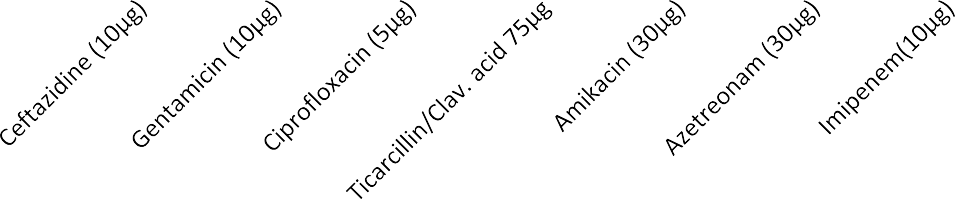 Ceftazidine (10µg)
Gentamicin (10µg)
Ciprofloxacin (5µg)
Ticarcillin/Clav. acid 75µg
Amikacin (30µg)
Azetreonam (30µg)
Imipenem(10µg)